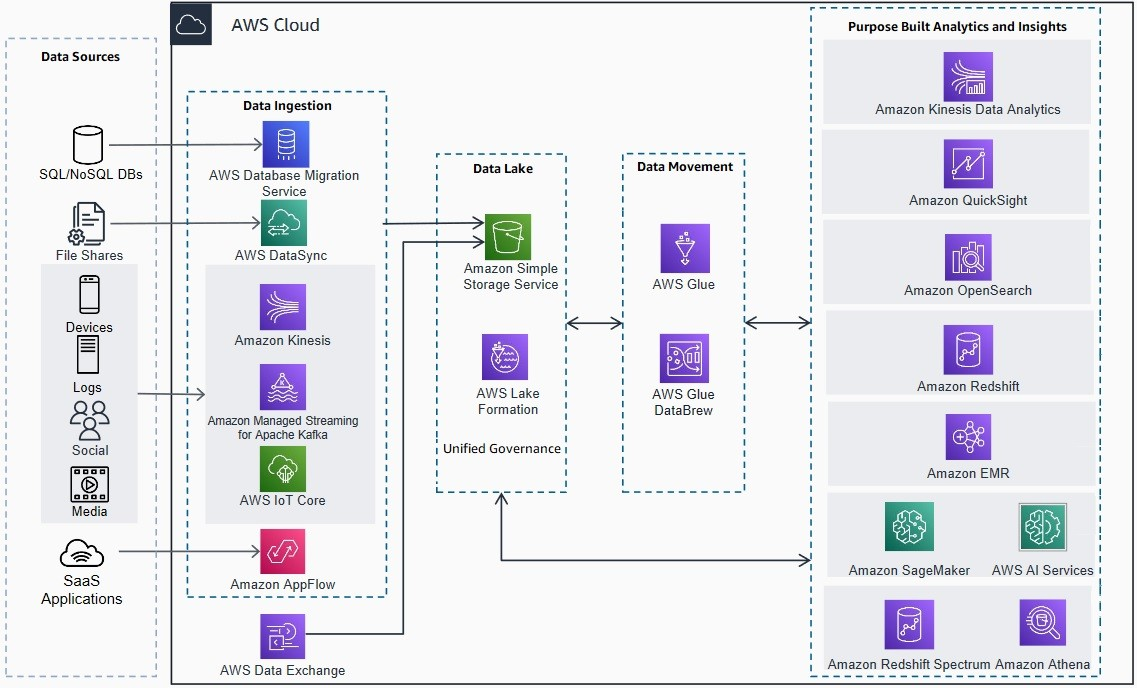 AWS Cloud
Data Sources
SQL/NoSQL DBs
File Shares
Devices
Logs
Social
Media
SaaS
Applications
Data Ingestion
AWS Database Migration
Service
AWS DataSync
Amazon Kinesis
Amazon Managed Streaming
for Apache Kafka
AWS IoT Core
Amazon AppFlow
AWS Data Exchange
Data Lake
Amazon Simple
Storage Service
AWS Lake
Formation
Unified Governance
Data Movement
AWS Glue
AWS Glue
DataBrew
Purpose Built Analytics and Insights
Amazon Kinesis Data Analytics
Amazon QuickSight
Amazon OpenSearch
Amazon Redshift
Amazon EMR
Amazon SageMaker
AWS AI Services
Amazon Redshift Spectrum
Amazon Athena